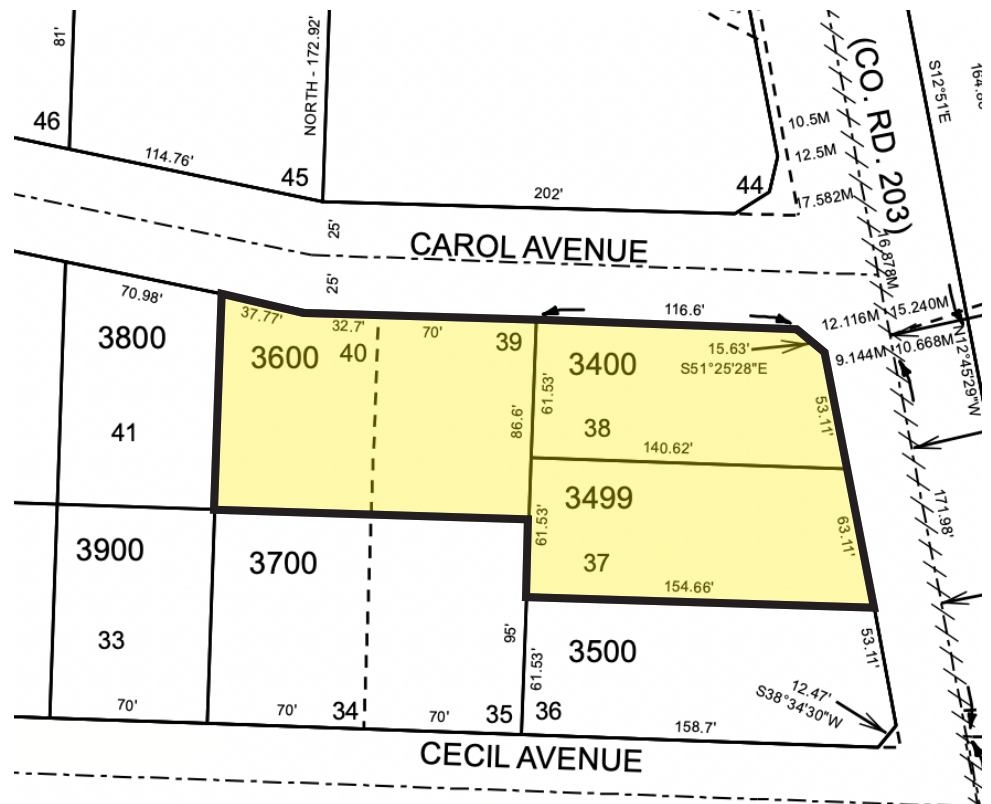 81'
NORTH - 172.92'
(CO. RD. 203)
S12°51'E
10.5M
12.5M
17.582M
46
114.76'
45
202'
44
25'
CAROL AVENUE
16.878M
25'
70.98'
37.77'
32.7'
70'
39
116.6'
12.116M
15.240M
3800
3600
40
3400
15.63'
S51°25'28"E
9.144M
10.668M
N12°45'29"W
61.53'
53.11'
86.6'
41
38
140.62'
3499
171.98'
61.53'
63.11'
3900
3700
37
154.66'
33
95'
3500
53.11'
61.53'
12.47'
S38°34'30"W
70'
70'
34
70'
35
36
158.7'
CECIL AVENUE